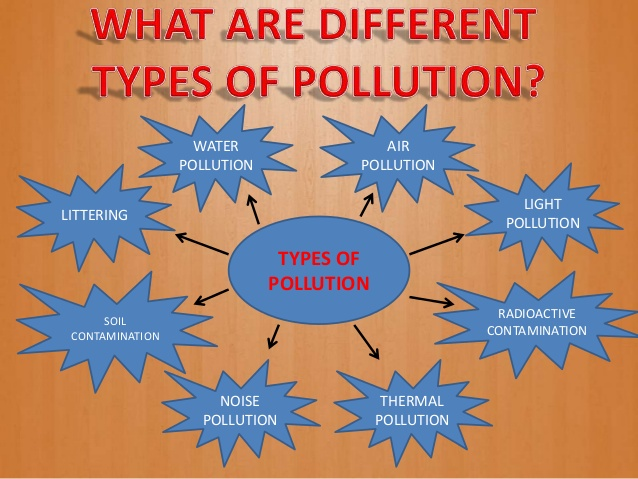 WHAT ARE DIFFERENT
TYPES OF POLLUTION?
WATER
POLLUTION
AIR
POLLUTION
LITTERING
LIGHT
POLLUTION
TYPES OF
POLLUTION
SOIL
CONTAMINATION
RADIOACTIVE
CONTAMINATION
NOISE
POLLUTION
THERMAL
POLLUTION